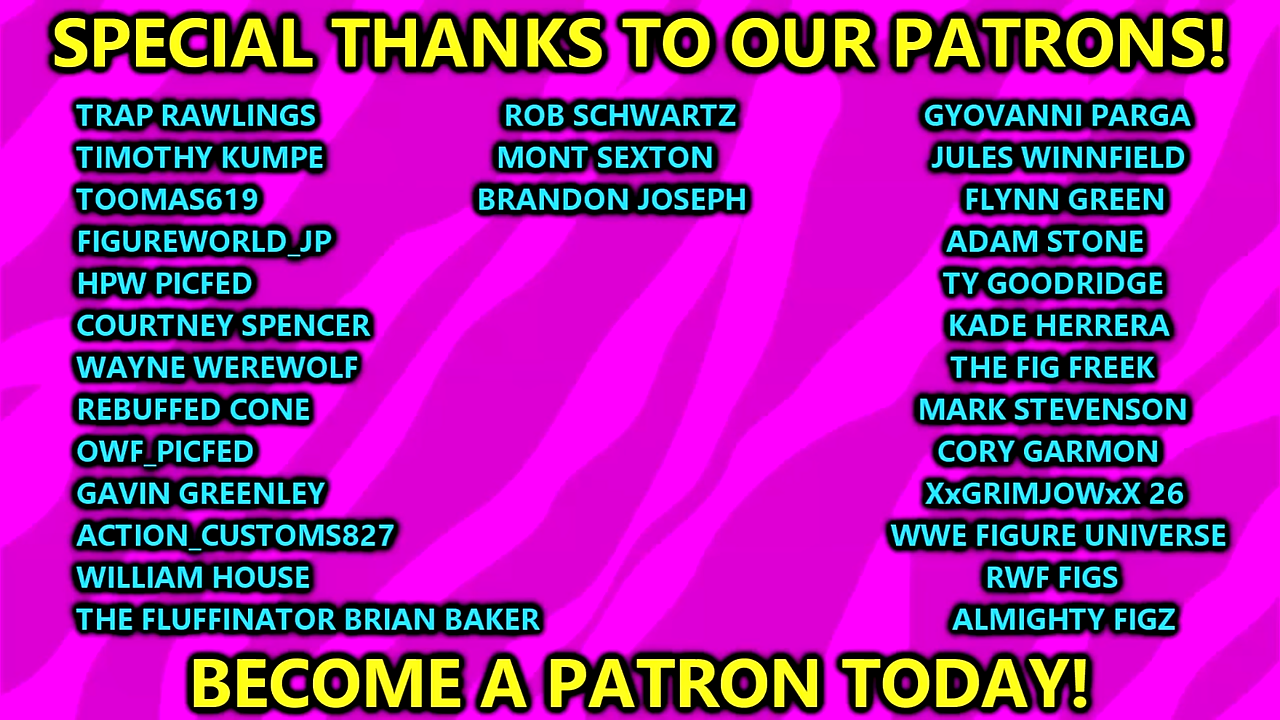 SPECIAL THANKS TO OUR PATRONS!
TRAP RAWLINGS
TIMOTHY KUMPE
TOOMAS619
FIGUREWORLD_JP
HPW PICFED
COURTNEY SPENCER
WAYNE WEREWOLF
REBUFFED CONE
OWF_PICFED
GAVIN GREENLEY
ACTION_CUSTOMS827
WILLIAM HOUSE
THE FLUFFINATOR BRIAN BAKER
ROB SCHWARTZ
MONT SEXTON
BRANDON JOSEPH
GYOVANNI PARGA
JULES WINNFIELD
FLYNN GREEN
ADAM STONE
TY GOODRIDGE
KADE HERRERA
THE FIG FREEK
MARK STEVENSON
CORY GARMON
XxGRIMJOWxX 26
WWE FIGURE UNIVERSE
RWF FIGS
ALMIGHTY FIGZ
BECOME A PATRON TODAY!